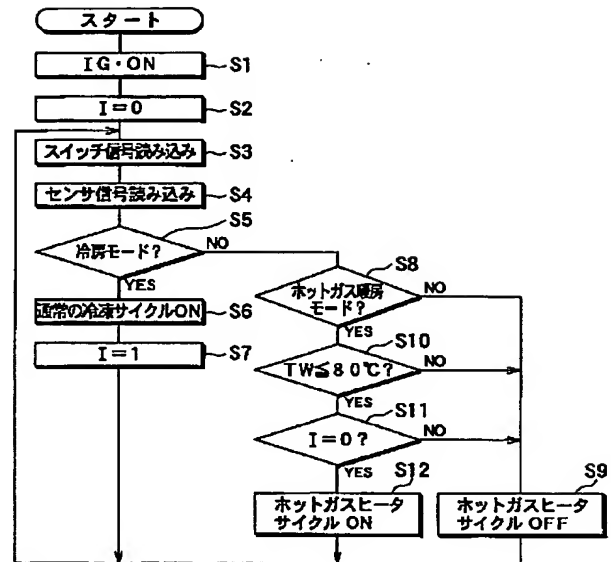 スタート
IG・ON
S1
I=0
S2
スイッチ信号読み込み
S3
センサ信号読み込み
S4
冷房モード?
S5
NO
YES
通常の冷凍サイクルON
S6
I=1
S7
ホットガス暖房
モード?
S8
NO
YES
TW≦80℃?
S10
NO
YES
I=0?
S11
NO
YES
ホットガスヒータ
サイクル ON
S12
ホットガスヒータ
サイクル OFF
S9